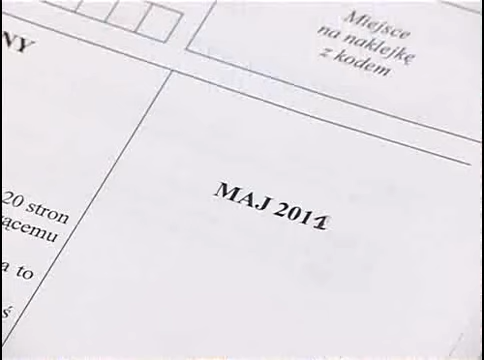 Miejsce
na naklejkę
z kodem
NY
MAJ 2011
20 stron
ącemu
a to
ś